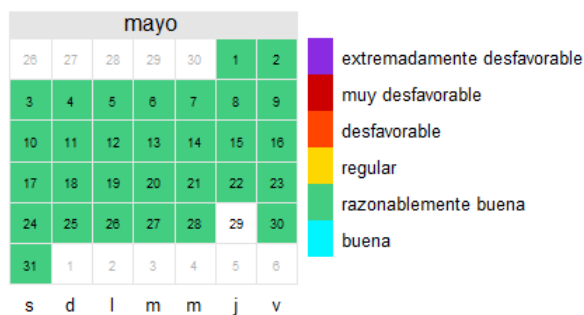 mayo
26 27 28 29 30 1 2
3 4 5 6 7 8 9
10 11 12 13 14 15 16
17 18 19 20 21 22 23
24 25 26 27 28 29 30
31 1 2 3 4 5 6
s d l m m j v
extremadamente desfavorable
muy desfavorable
desfavorable
regular
razonablemente buena
buena